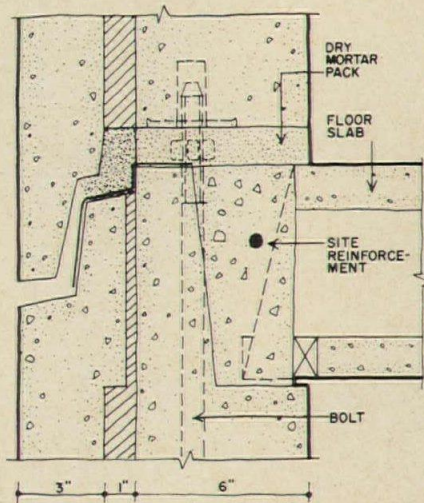 DRY
MORTAR
PACK
FLOOR
SLAB
SITE
REINFORCE-
MENT
BOLT
3" 1" 6"